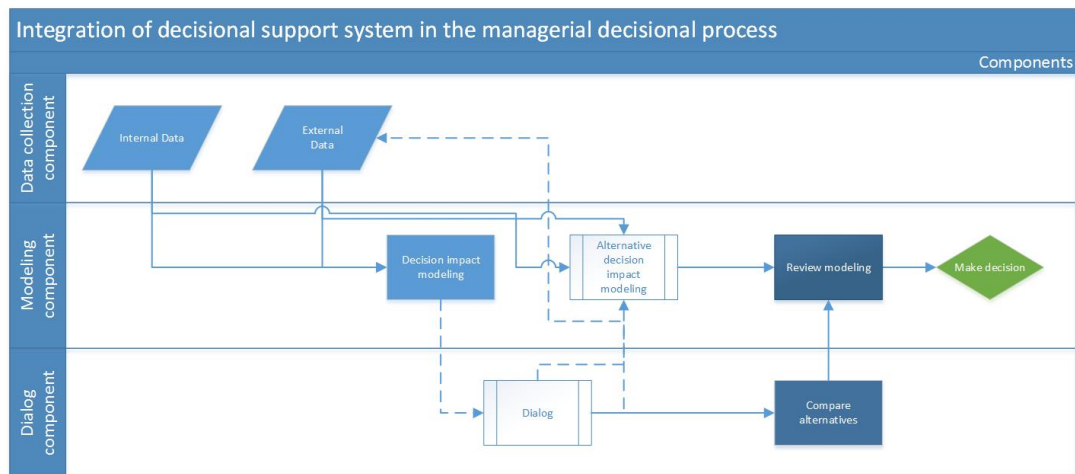 Integration of decisional support system in the managerial decisional process
Components
Data collection
component
Internal Data
External
Data
Modeling
component
Decision impact
modeling
Alternative
decision
impact
modeling
Review modeling
Make decision
Dialog
component
Dialog
Compare
alternatives